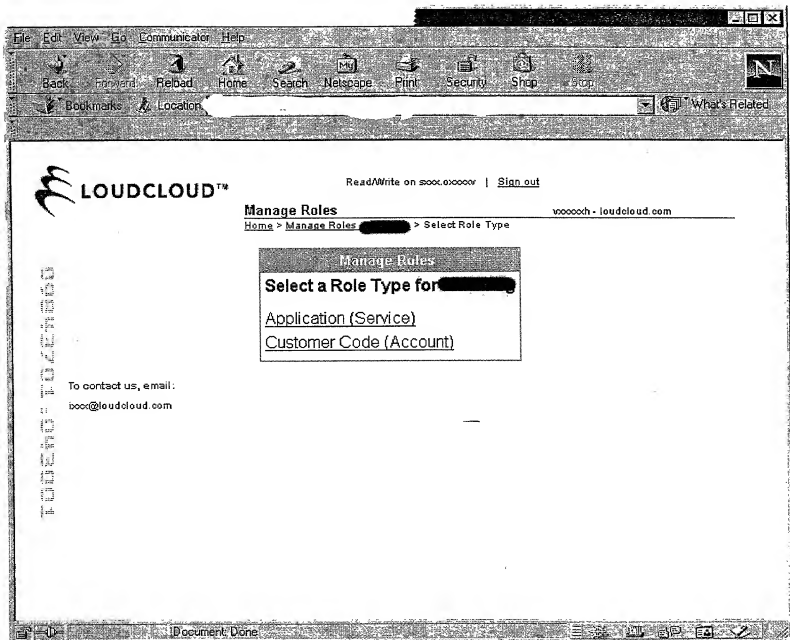 File Edit View Go Communicator Help
Back Forward Reload Home Search Netscape Print Security Shop Stop
Bookmarks Location What's Related
N
LOUDCLOUD™
Read/Write on | Sign out
Manage Roles
- loudcloud.com
Home > Manage Roles > Select Role Type
Manage Roles
Select a Role Type for
Application (Service)
Customer Code (Account)
To contact us, email:
@loudcloud.com
Document: Done